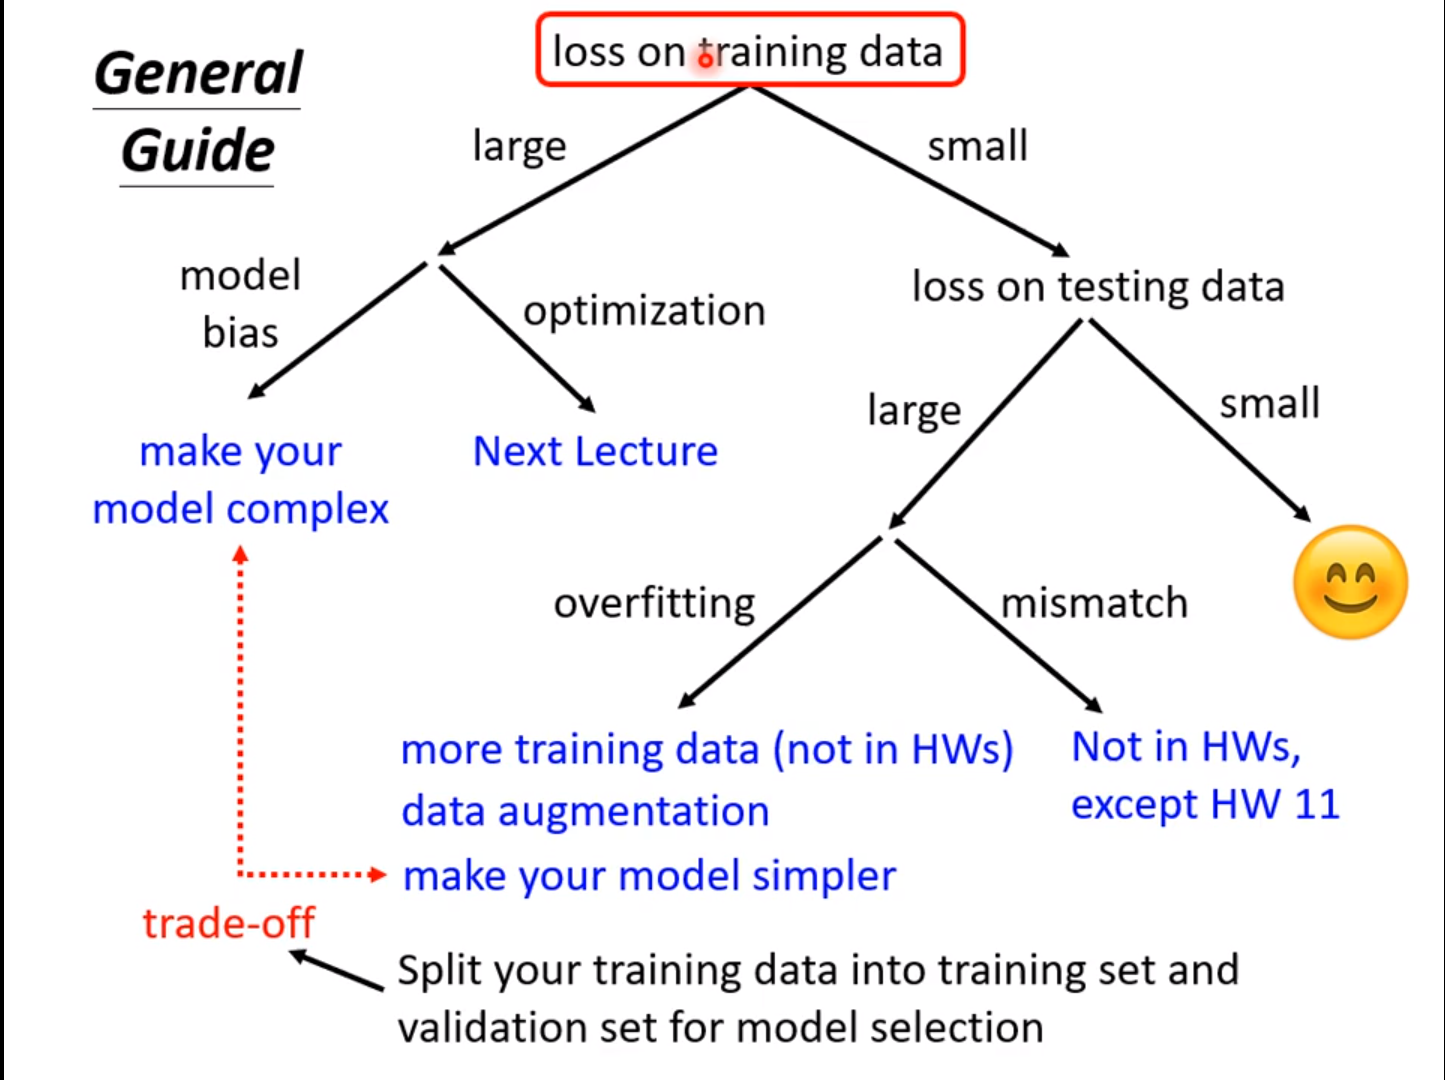 General
Guide
loss on training data
large
small
model
bias
optimization
loss on testing data
make your
model complex
Next Lecture
large
small
overfitting
mismatch
more training data (not in HWs)
data augmentation
make your model simpler
Not in HWs,
except HW 11
trade-off
Split your training data into training set and
validation set for model selection